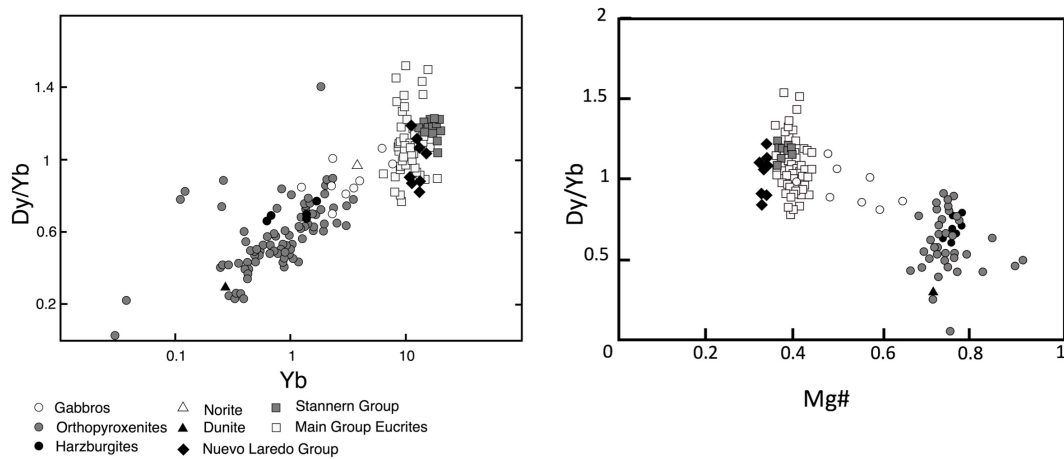 Dy/Yb
1.4
1
0.6
0.2
0.1
1
10
Yb
Dy/Yb
2
1.5
1
0.5
0
0
0.2
0.4
0.6
0.8
1
Mg#
Gabbros
Norite
Stannern Group
Orthopyroxenites
Dunite
Main Group Eucrites
Harzburgites
Nuevo Laredo Group